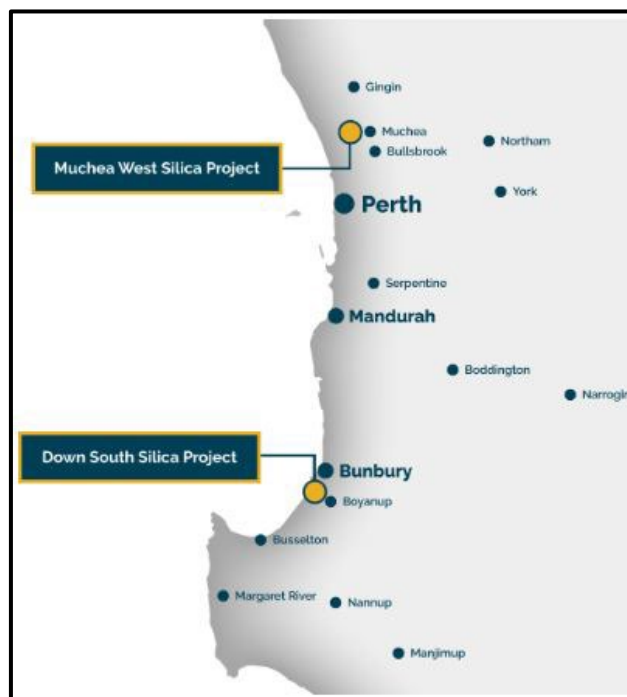 Gingin
Muchea
Northam
Bullsbrook
Muchea West Silica Project
York
Perth
Serpentine
Mandurah
Boddington
Narrogin
Down South Silica Project
Bunbury
Boyanup
Busselton
Margaret River
Nannup
Manjimup